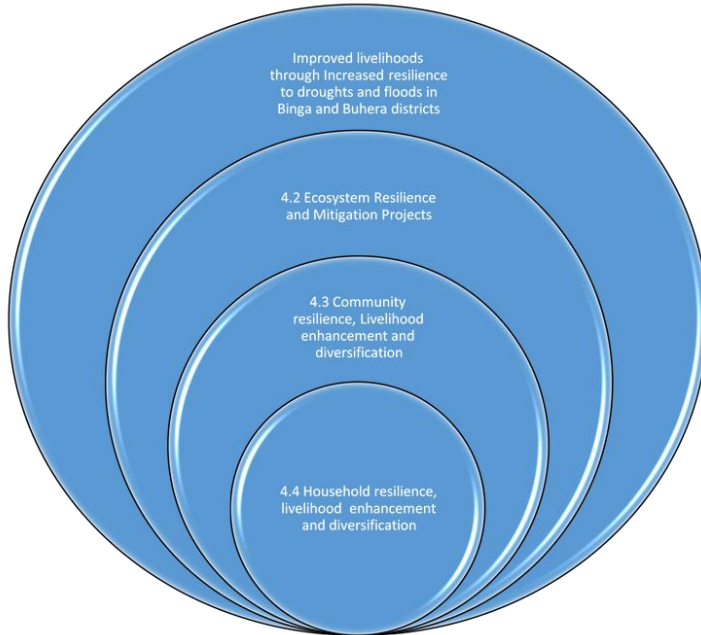 Improved livelihoods
through Increased resilience
to droughts and floods in
Binga and Buhera districts
4.2 Ecosystem Resilience
and Mitigation Projects
4.3 Community
resilience, Livelihood
enhancement and
diversification
4.4 Household resilience,
livelihood enhancement
and diversification